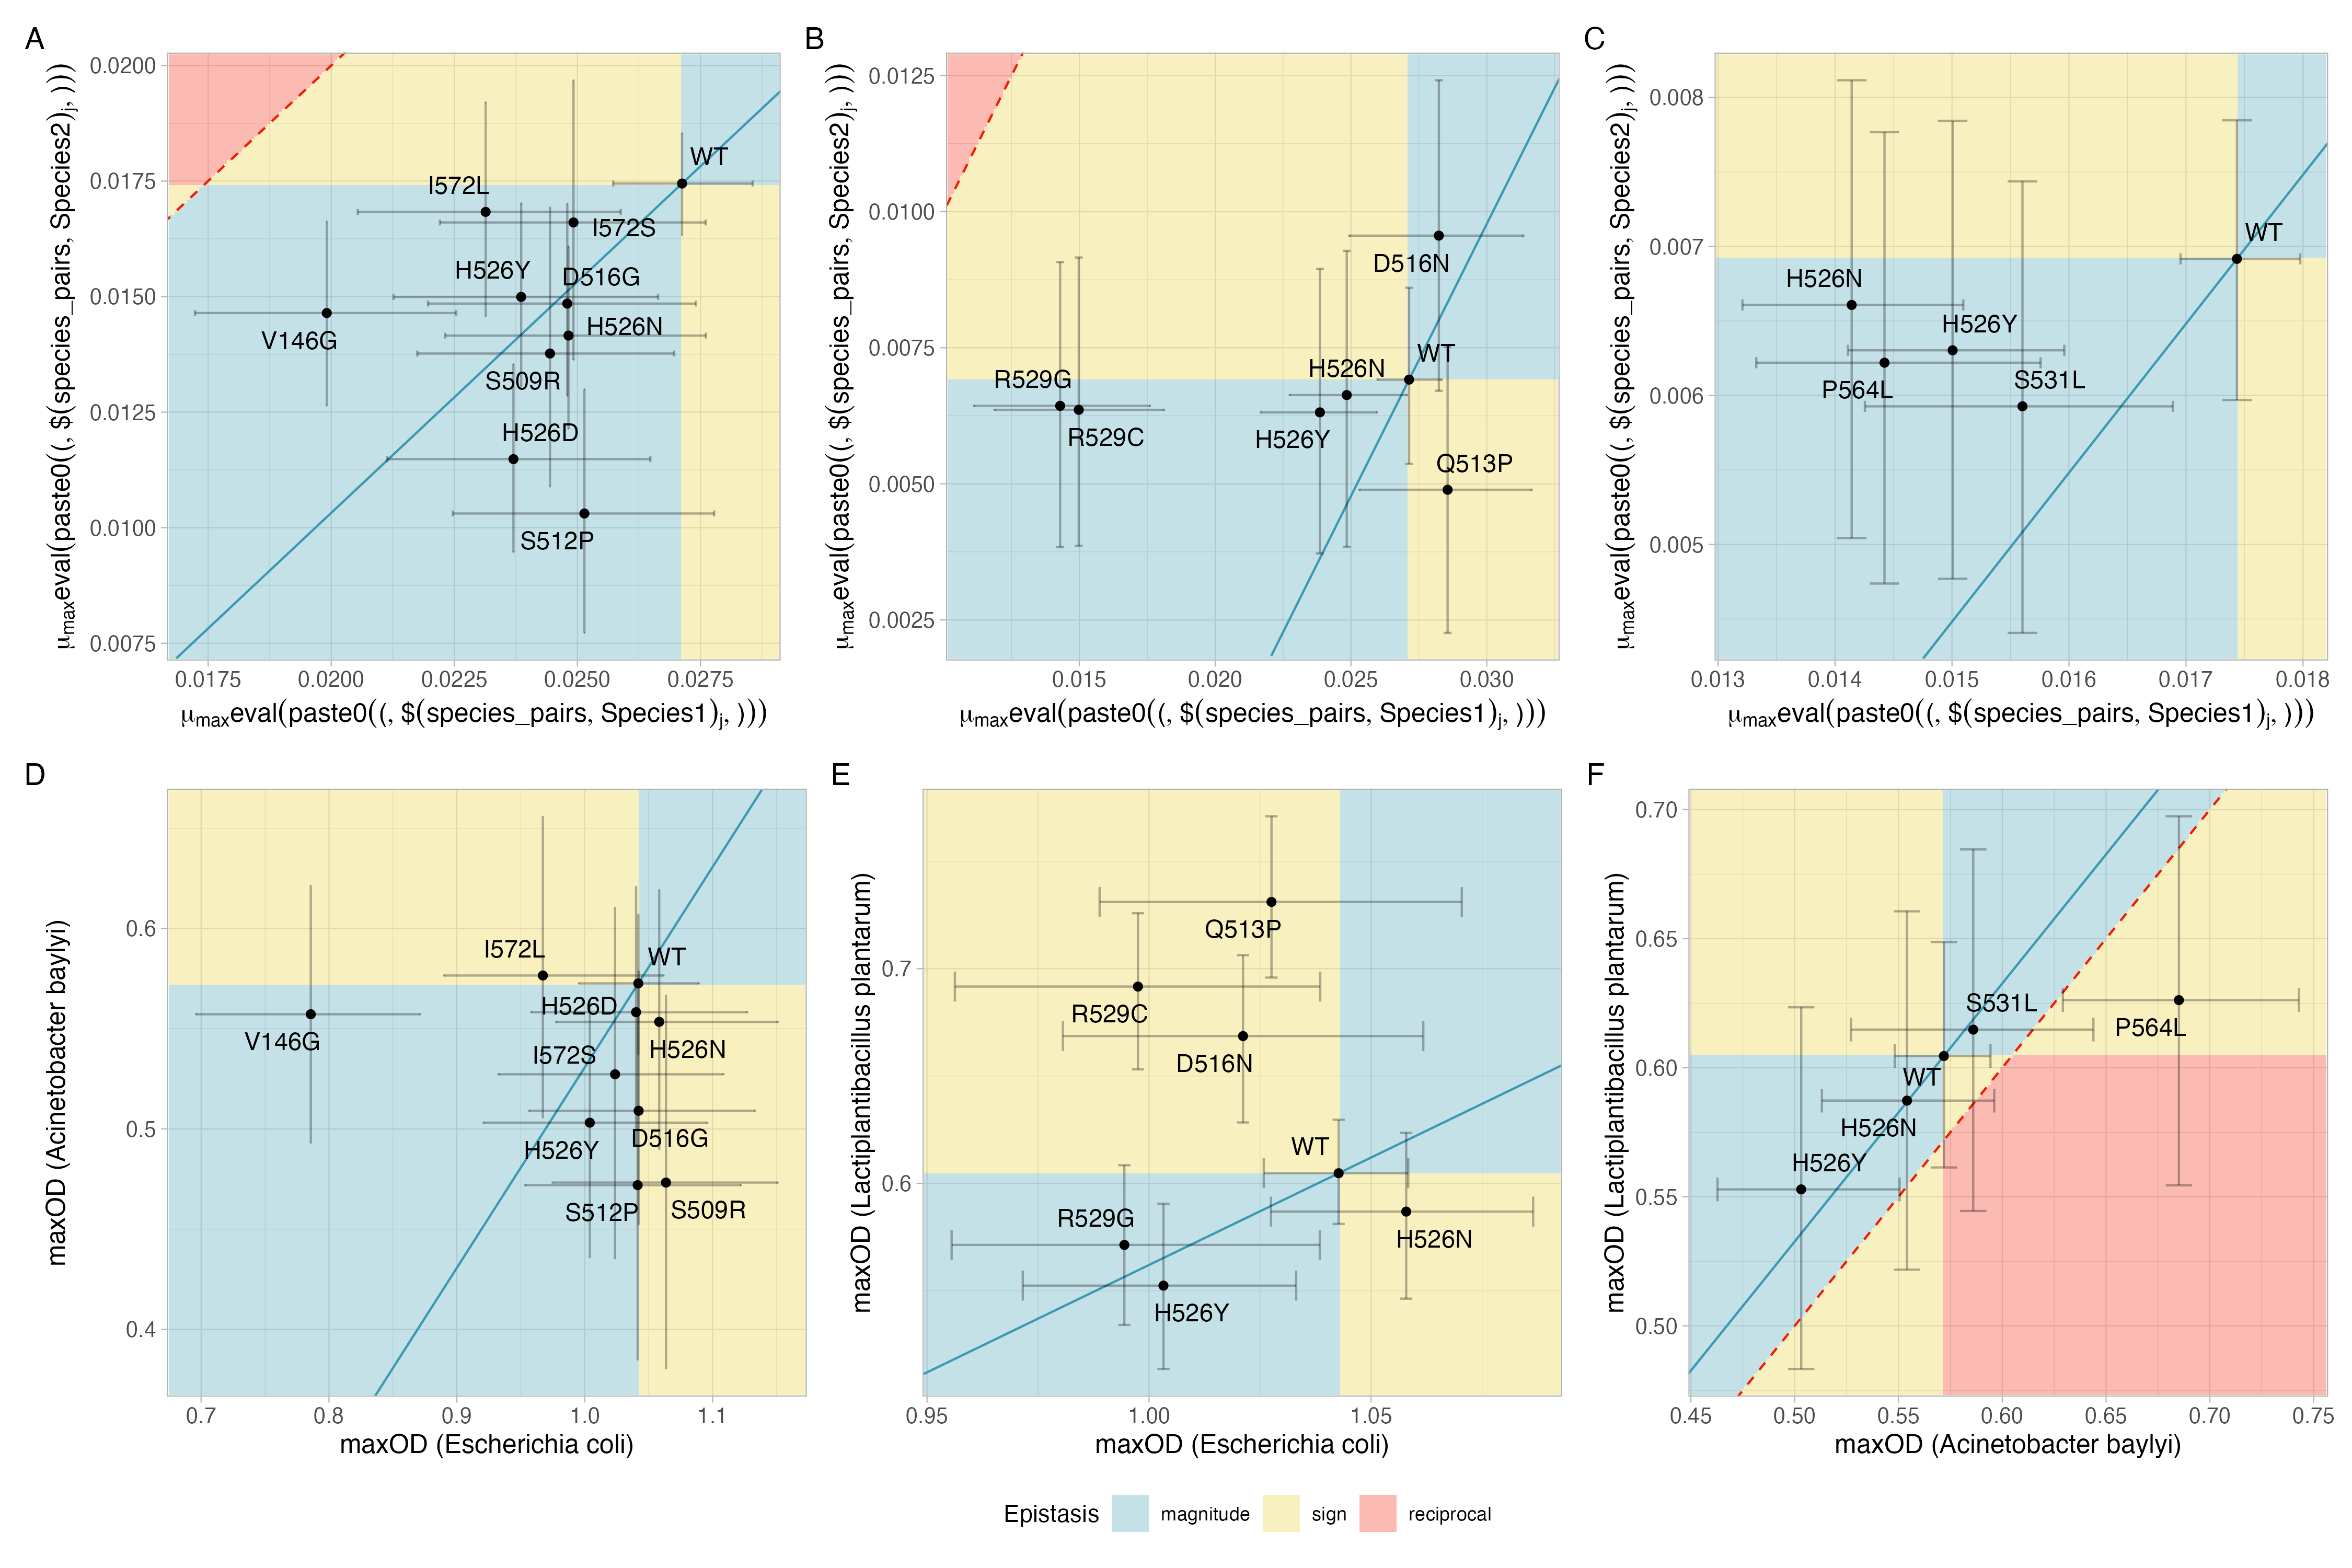 A
B
C
0.0200
0.0175
0.0150
0.0125
0.0100
0.0075
μmaxeval(paste0((, $(species_pairs, Species2)j, )))
WT
I572L
I572S
H526Y
D516G
V146G
H526N
S509R
H526D
S512P
0.0175
0.0200
0.0225
0.0250
0.0275
μmaxeval(paste0((, $(species_pairs, Species1)j, )))
0.0125
0.0100
0.0075
0.0050
0.0025
μmaxeval(paste0((, $(species_pairs, Species2)j, )))
D516N
WT
H526N
R529G
R529C
H526Y
Q513P
0.015
0.020
0.025
0.030
μmaxeval(paste0((, $(species_pairs, Species1)j, )))
0.008
0.007
0.006
0.005
μmaxeval(paste0((, $(species_pairs, Species2)j, )))
WT
H526N
H526Y
P564L
S531L
0.013
0.014
0.015
0.016
0.017
0.018
μmaxeval(paste0((, $(species_pairs, Species1)j, )))
D
E
F
0.6
0.5
0.4
maxOD (Acinetobacter baylyi)
I572L
WT
H526D
V146G
I572S
H526N
H526Y
D516G
S512P
S509R
0.7
0.8
0.9
1.0
1.1
maxOD (Escherichia coli)
0.7
0.6
maxOD (Lactiplantibacillus plantarum)
Q513P
R529C
D516N
WT
R529G
H526N
H526Y
0.95
1.00
1.05
maxOD (Escherichia coli)
0.70
0.65
0.60
0.55
0.50
maxOD (Lactiplantibacillus plantarum)
S531L
P564L
WT
H526N
H526Y
0.45
0.50
0.55
0.60
0.65
0.70
0.75
maxOD (Acinetobacter baylyi)
Epistasis
magnitude
sign
reciprocal